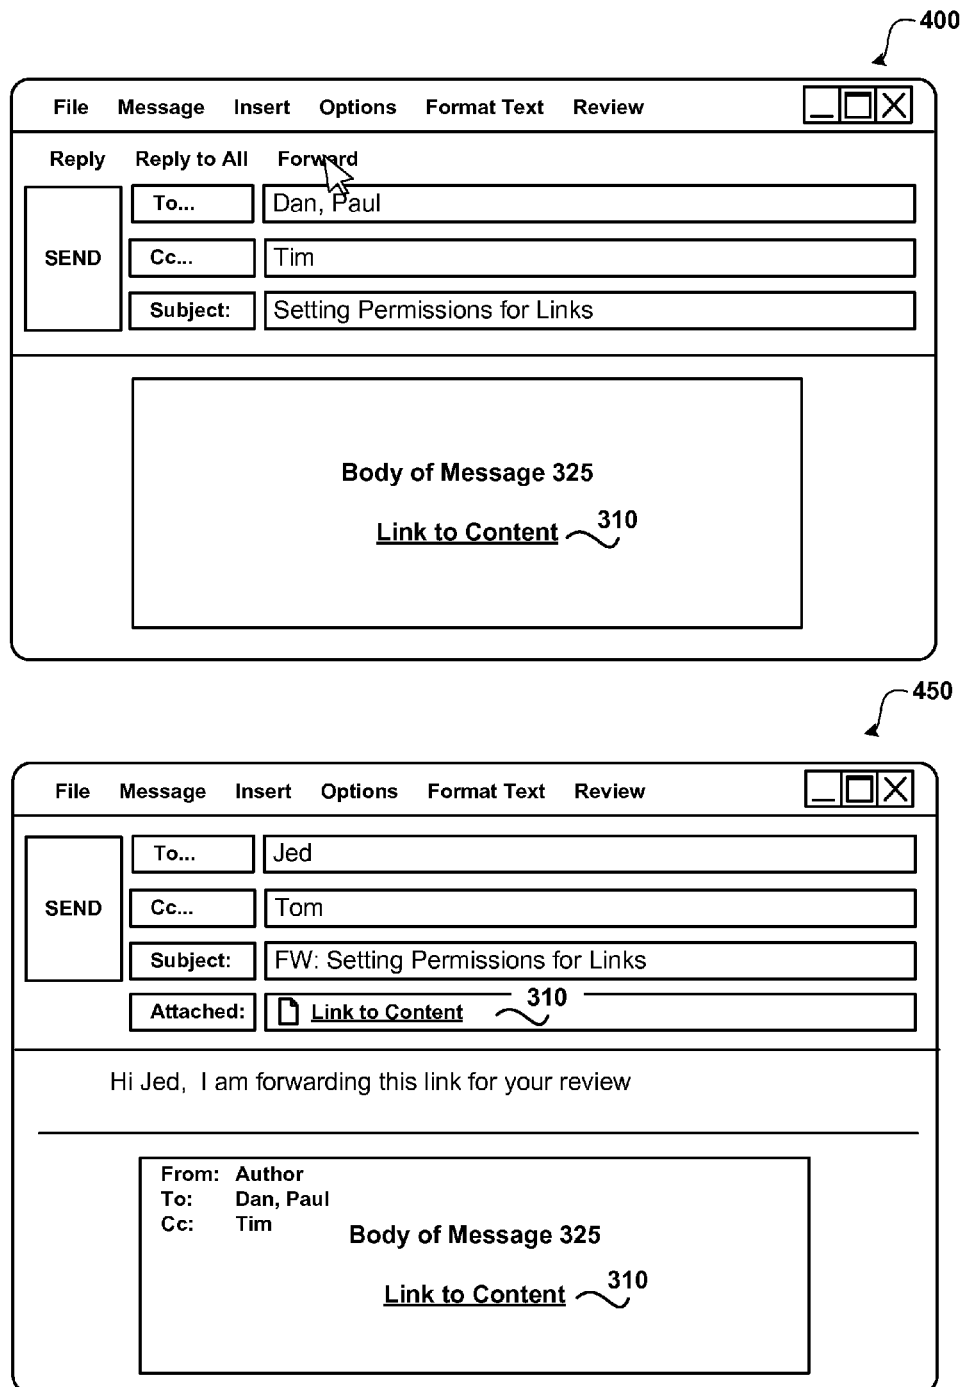 400
File Message Insert Options Format Text Review
Reply Reply to All Forward
To... Dan, Paul
SEND Cc... Tim
Subject: Setting Permissions for Links
Body of Message 325
Link to Content 310
450
File Message Insert Options Format Text Review
To... Jed
SEND Cc... Tom
Subject: FW: Setting Permissions for Links
Attached: Link to Content 310
Hi Jed, I am forwarding this link for your review
From: Author
To: Dan, Paul
Cc: Tim
Body of Message 325
Link to Content 310